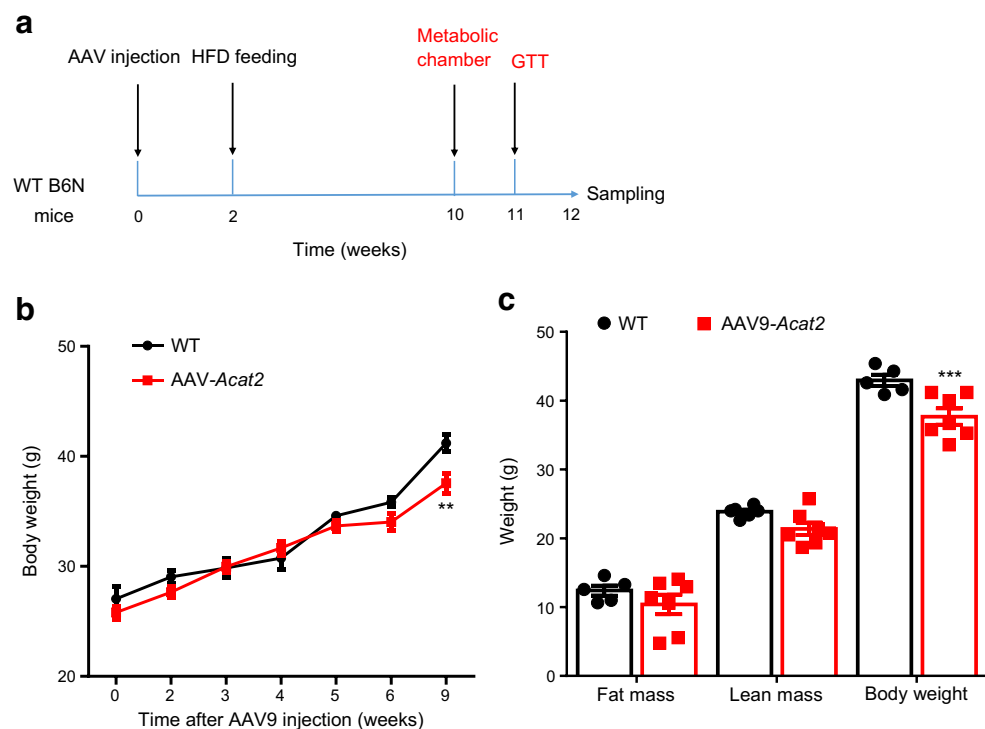 a
AAV injection HFD feeding
Metabolic
chamber
GTT
WT B6N
mice
Sampling
0 2 10 11 12
Time (weeks)
b
WT
AAV-Acat2
Body weight (g)
50
40
30
20
**
0 2 3 4 5 6 9
Time after AAV9 injection (weeks)
c
WT AAV9-Acat2
Weight (g)
50
40
30
20
10
0
***
Fat mass Lean mass Body weight